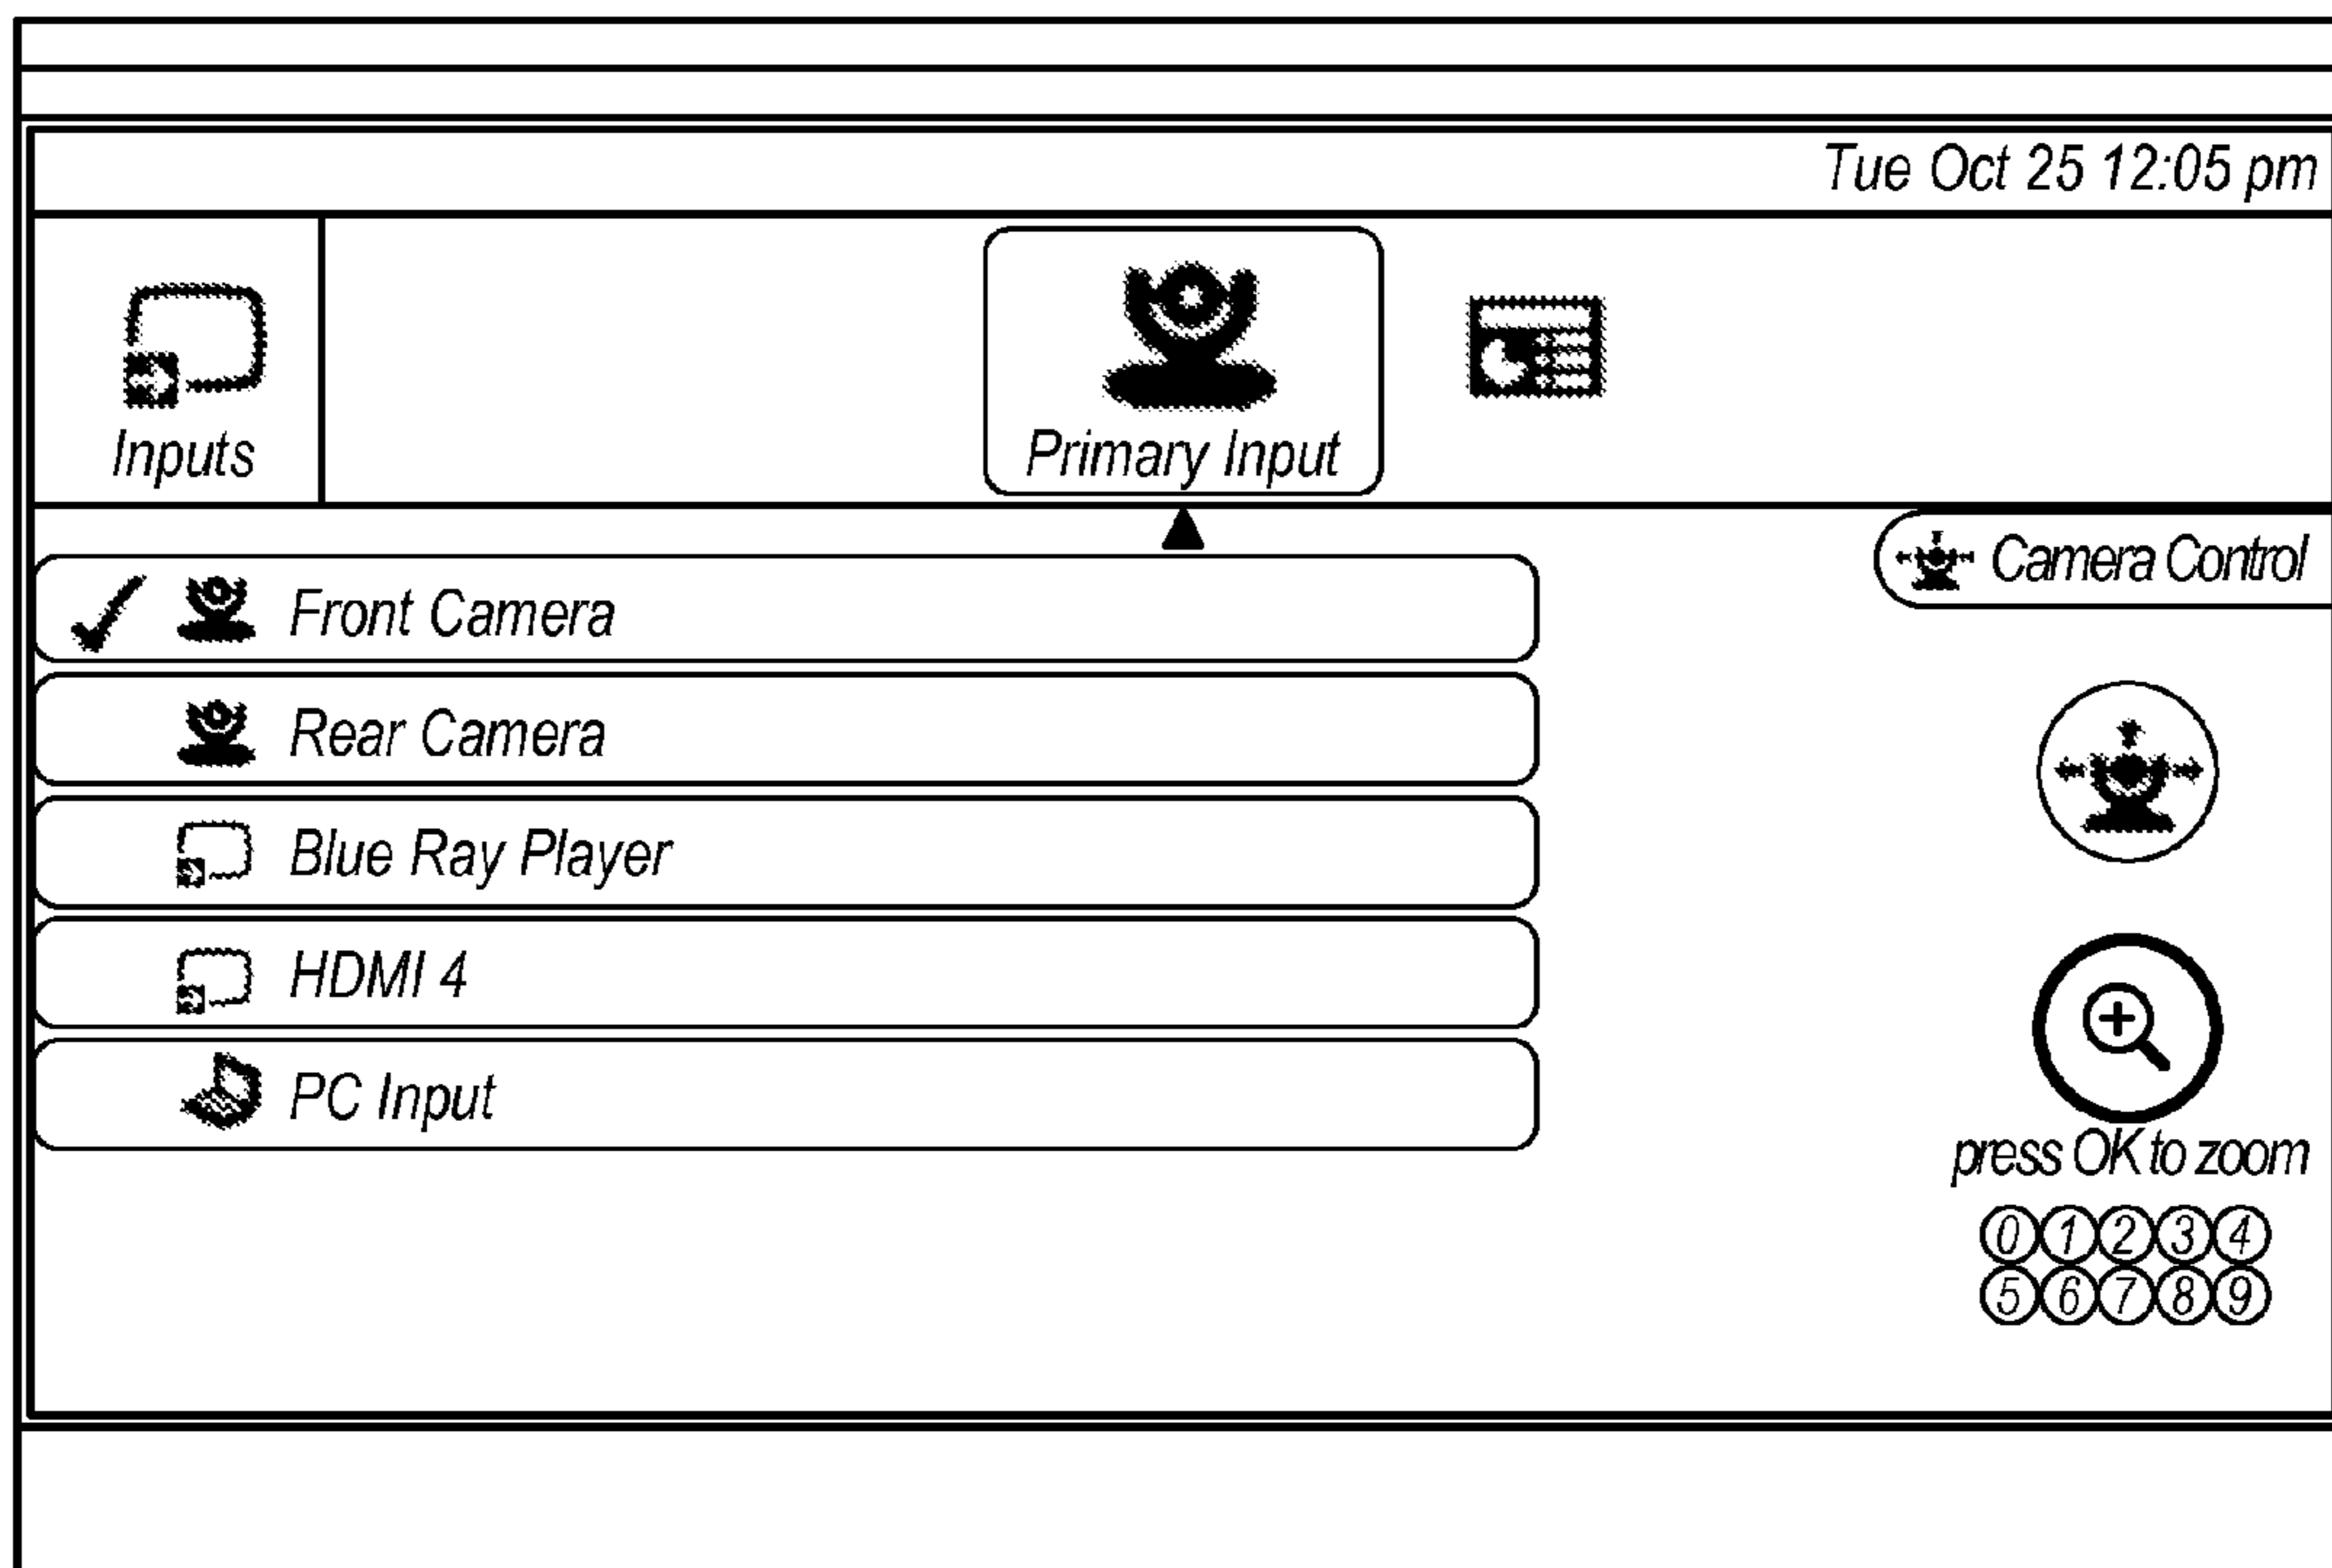 Tue Oct 25 12:05 pm
Inputs
Primary Input
Camera Control
Front Camera
Rear Camera
Blue Ray Player
HDMI 4
PC Input
press OK to zoom
0 1 2 3 4
5 6 7 8 9